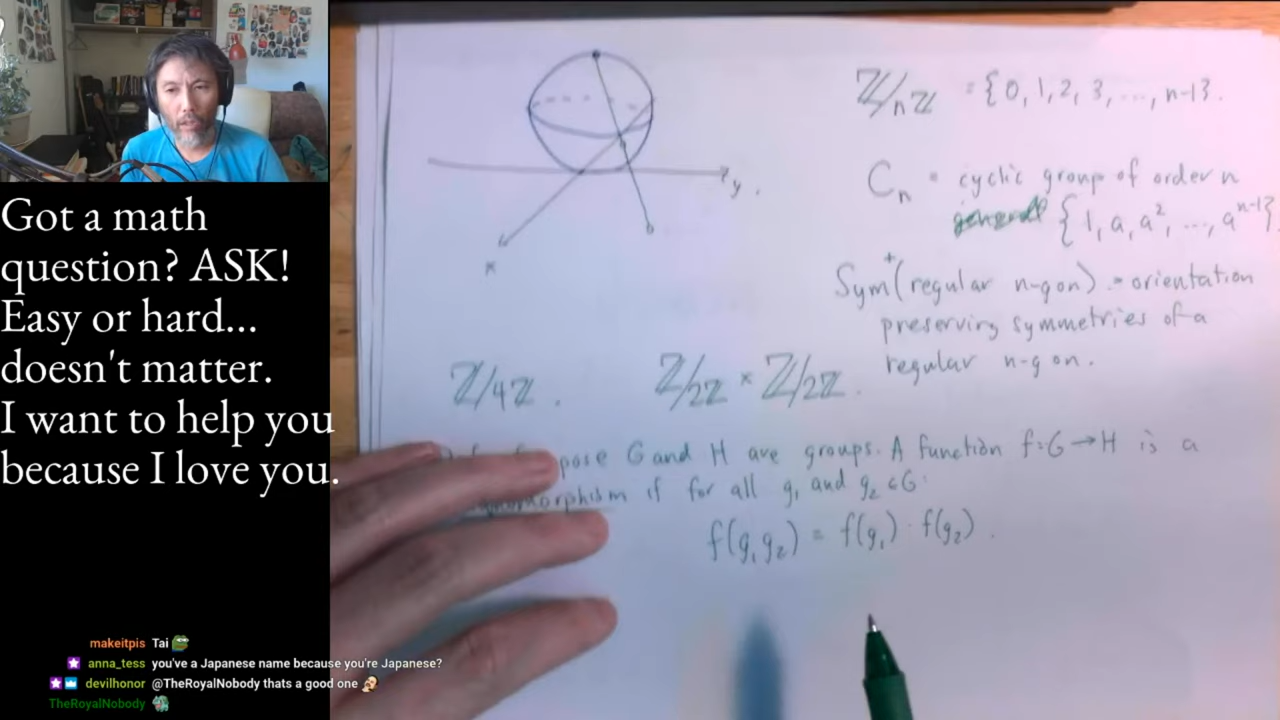 Got a math
question? ASK!
Easy or hard...
doesn't matter.
I want to help you
because I love you.
makeitpis Tai
anna_tess you've a Japanese name because you're Japanese?
devilhonor @TheRoyalNobody thats a good one
TheRoyalNobody
x
y.
ℤ/nℤ = {0, 1, 2, 3, ..., n-1}.
Cₙ = cyclic group of order n
{1, a, a², ..., aⁿ⁻¹}
Sym⁺(regular n-gon) = orientation
preserving symmetries of a
regular n-gon.
ℤ/4ℤ. ℤ/2ℤ × ℤ/2ℤ.
pose G and H are groups. A function f: G → H is a
omorphism if for all g₁ and g₂ ∈ G:
f(g₁g₂) = f(g₁) · f(g₂).